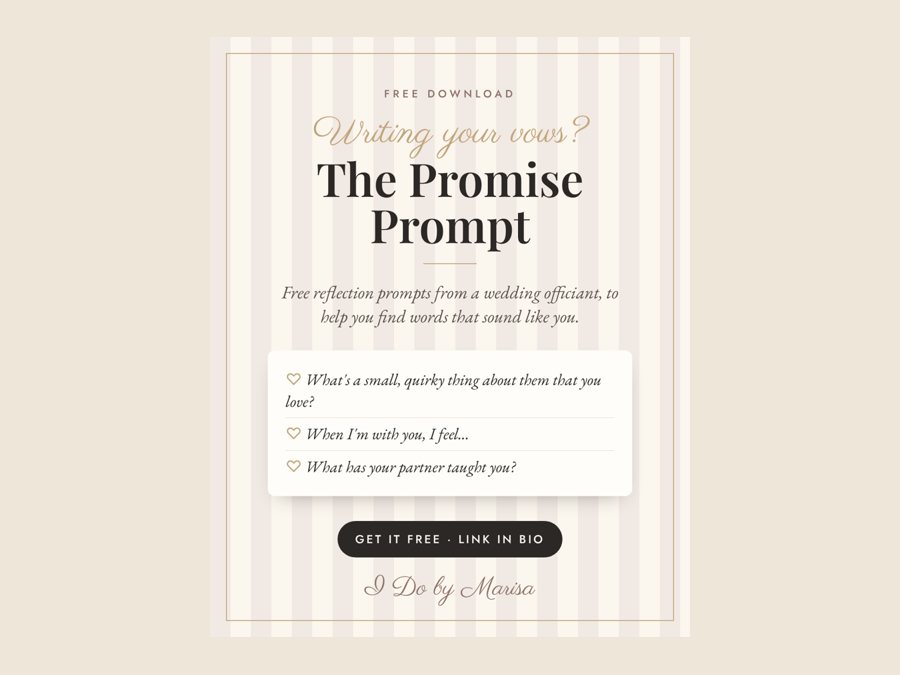 FREE DOWNLOAD
Writing your vows?
The Promise
Prompt
Free reflection prompts from a wedding officiant, to
help you find words that sound like you.
What's a small, quirky thing about them that you
love?
When I'm with you, I feel...
What has your partner taught you?
GET IT FREE · LINK IN BIO
I Do by Marisa